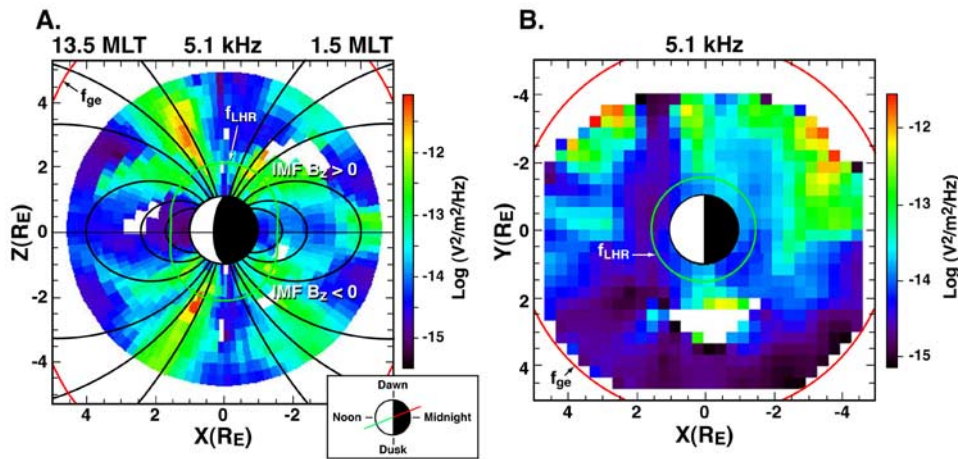 A.
13.5 MLT 5.1 kHz 1.5 MLT
fge
fLHR
IMF Bz > 0
IMF Bz < 0
4
2
0
-2
-4
Z(RE)
4 2 0 -2
X(RE)
-12
-13
-14
-15
Log (V2/m2/Hz)
Dawn
Noon Midnight
Dusk
B.
5.1 kHz
-4
-2
0
2
4
Y(RE)
fLHR
fge
4 2 0 -2 -4
X(RE)
-12
-13
-14
-15
Log (V2/m2/Hz)